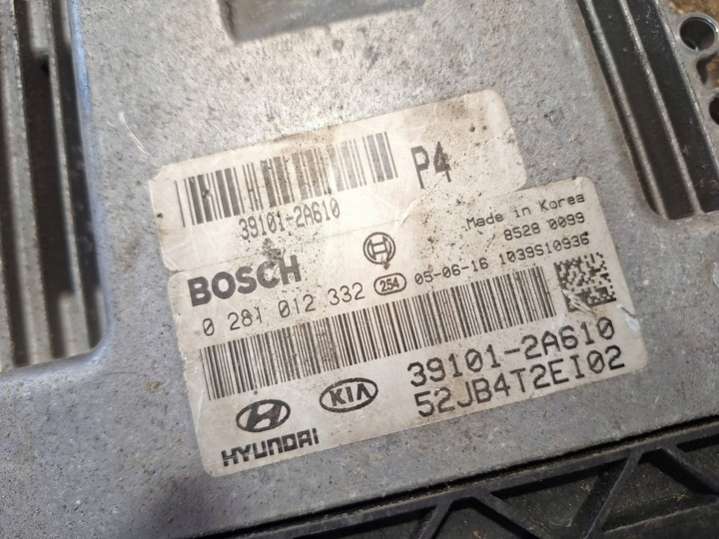 P4
39101-2A610
Made in Korea
8528 0099
BOSCH
0 281 012 332 254 05-06-16 1039S10936
39101-2A610
52JB4T2EI02
HYUNDAI
KIA